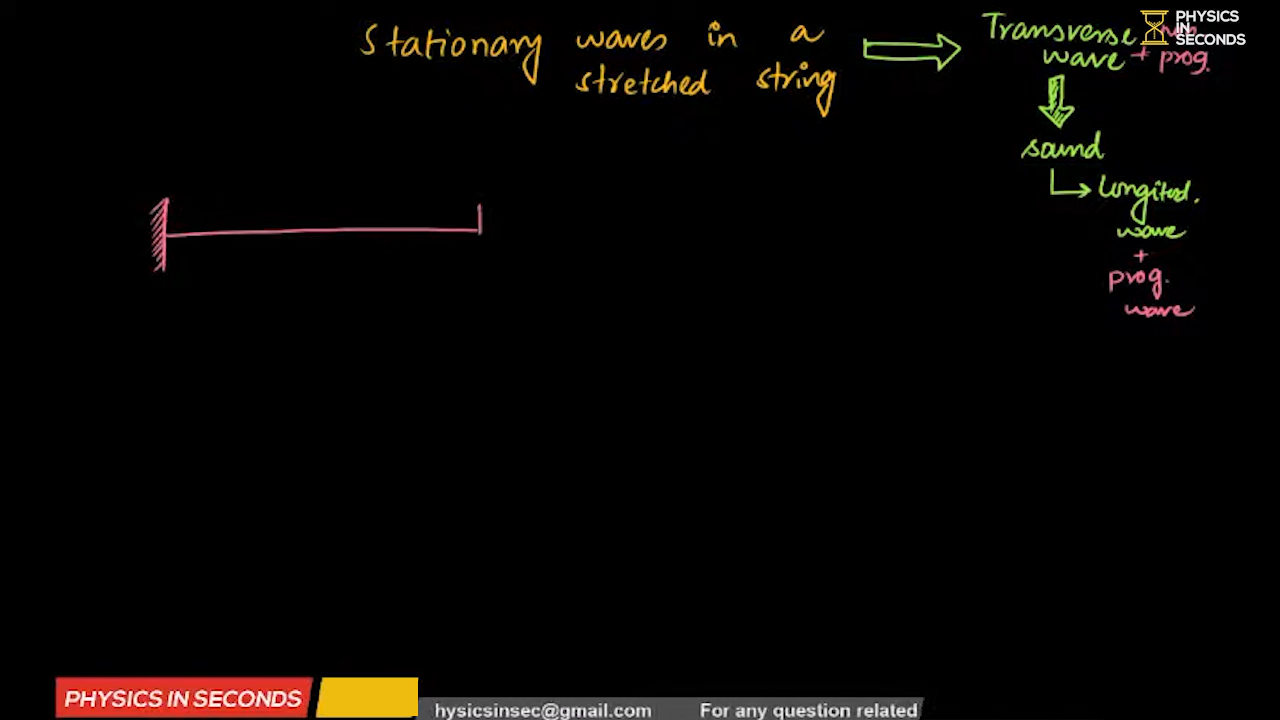 Stationary waves in a
stretched string
Transverse
wave + prog.
sound
longitud.
wave
+
prog.
wave
PHYSICS
IN
SECONDS
PHYSICS IN SECONDS
hysicsinsec@gmail.com
For any question related